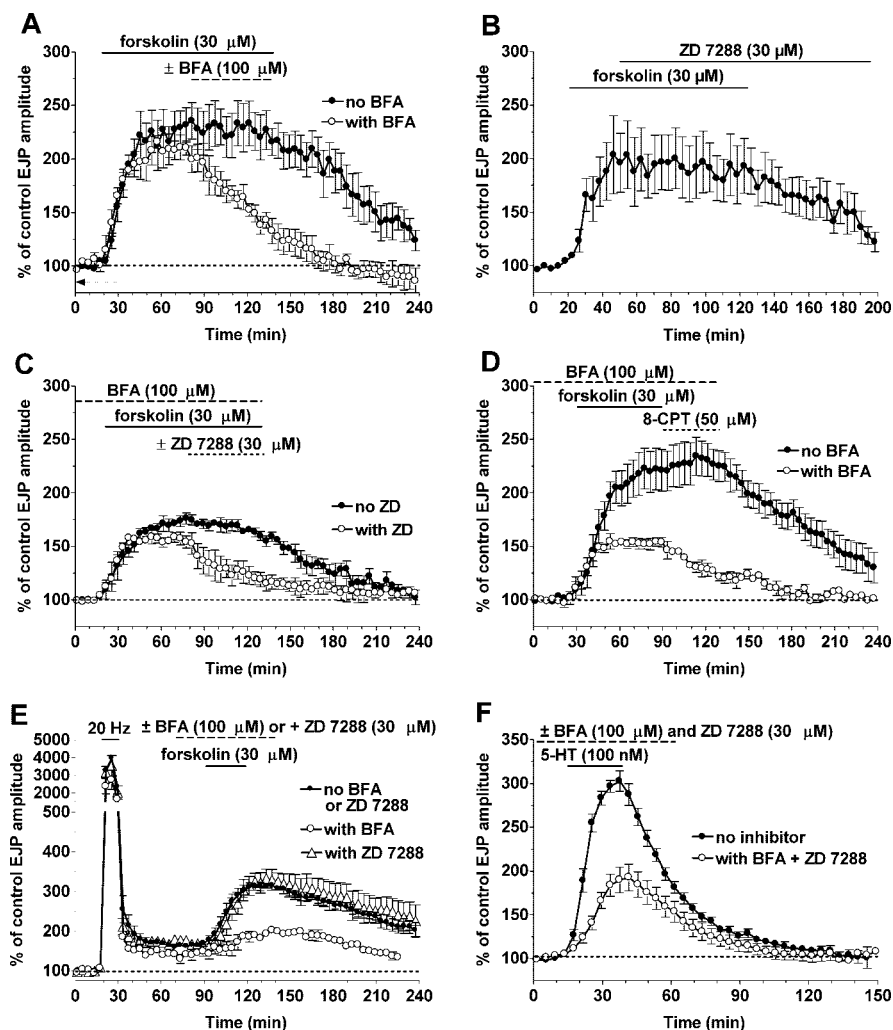 A
forskolin (30 μM)
± BFA (100 μM)
no BFA
with BFA
% of control EJP amplitude
300
250
200
150
100
0 30 60 90 120 150 180 210 240
Time (min)
B
ZD 7288 (30 μM)
forskolin (30 μM)
% of control EJP amplitude
300
250
200
150
100
0 20 40 60 80 100 120 140 160 180 200
Time (min)
C
BFA (100 μM)
forskolin (30 μM)
± ZD 7288 (30 μM)
no ZD
with ZD
% of control EJP amplitude
300
250
200
150
100
0 30 60 90 120 150 180 210 240
Time (min)
D
BFA (100 μM)
forskolin (30 μM)
8-CPT (50 μM)
no BFA
with BFA
% of control EJP amplitude
300
250
200
150
100
0 30 60 90 120 150 180 210 240
Time (min)
E
20 Hz
± BFA (100 μM) or + ZD 7288 (30 μM)
forskolin (30 μM)
no BFA
or ZD 7288
with BFA
with ZD 7288
% of control EJP amplitude
5000
4000
3000
2000
500
400
300
200
100
0 30 60 90 120 150 180 210 240
Time (min)
F
± BFA (100 μM) and ZD 7288 (30 μM)
5-HT (100 nM)
no inhibitor
with BFA + ZD 7288
% of control EJP amplitude
350
300
250
200
150
100
0 30 60 90 120 150
Time (min)